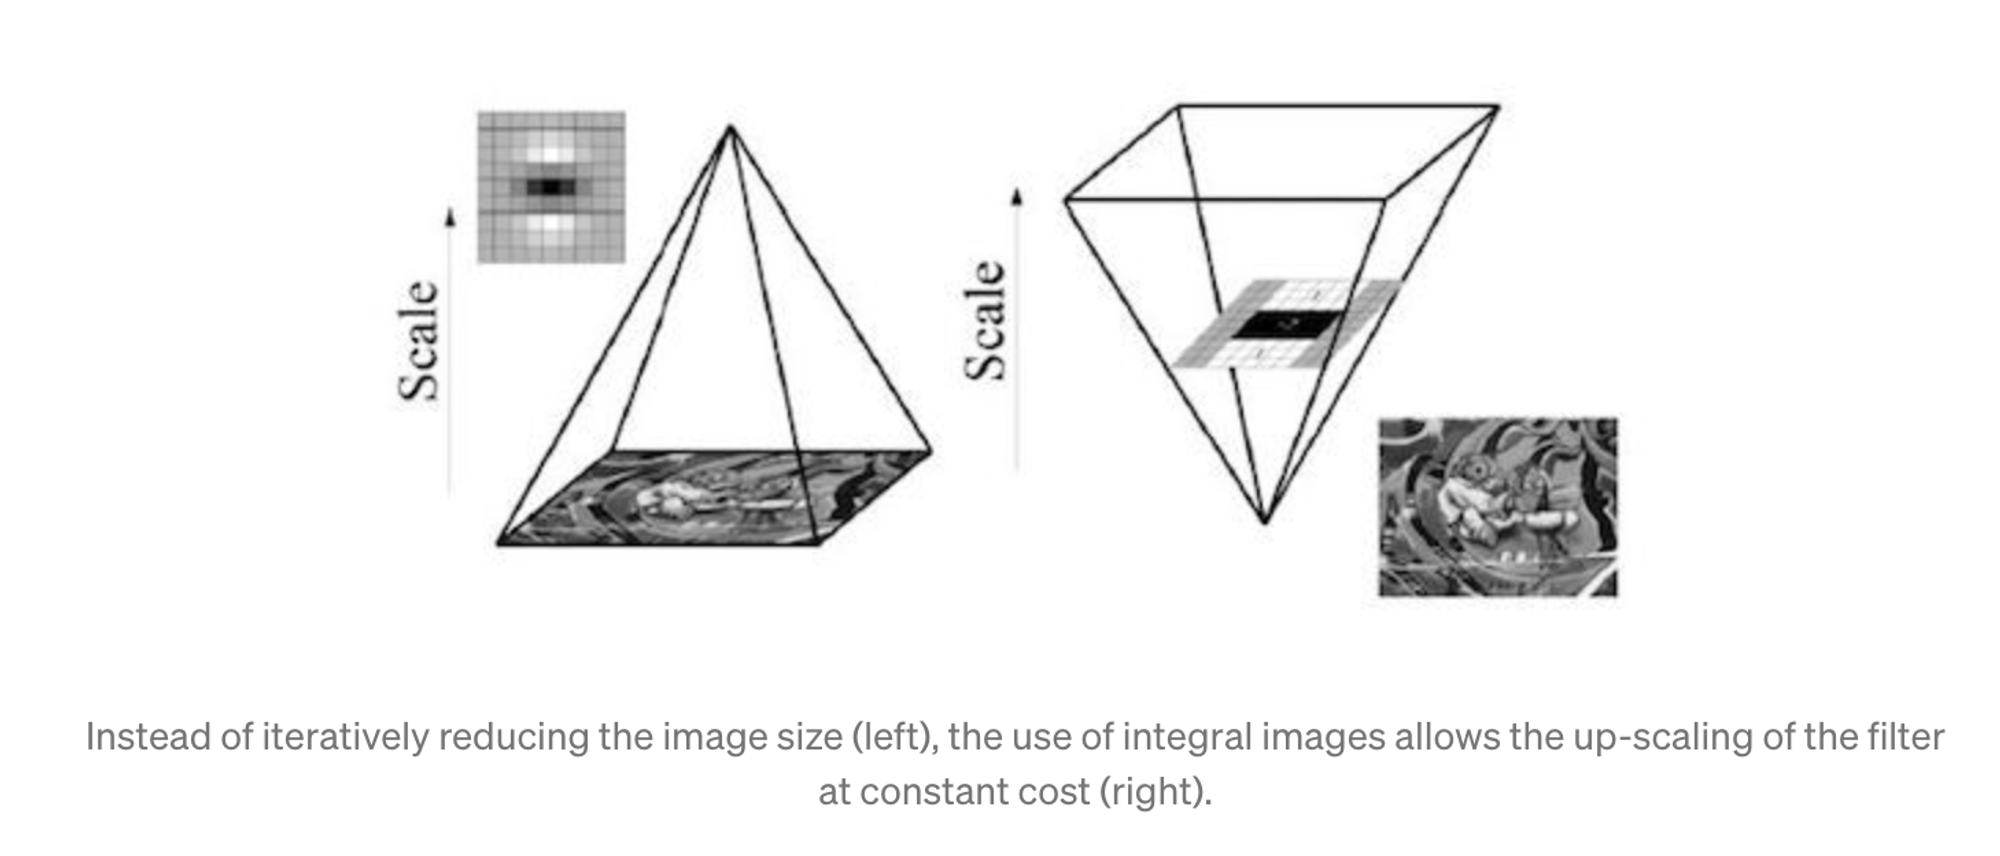 Scale
Scale
Instead of iteratively reducing the image size (left), the use of integral images allows the up-scaling of the filter
at constant cost (right).